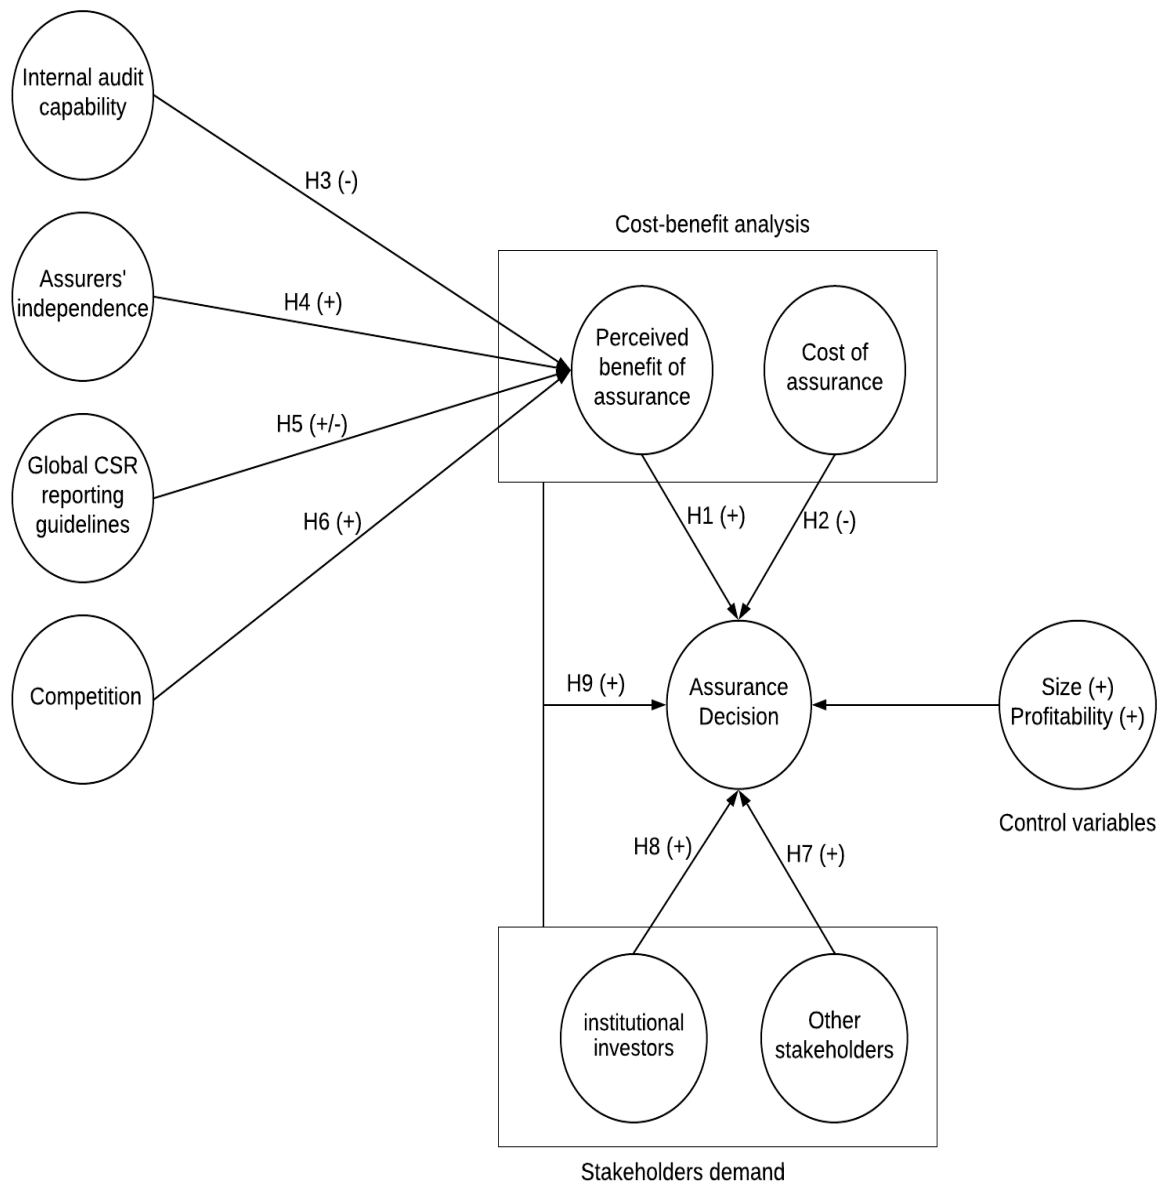 Internal audit
capability
H3 (-)
Assurers'
independence
H4 (+)
Global CSR
reporting
guidelines
H5 (+/-)
Competition
H6 (+)
Cost-benefit analysis
Perceived
benefit of
assurance
Cost of
assurance
H1 (+)
H2 (-)
H9 (+)
Assurance
Decision
Size (+)
Profitability (+)
Control variables
H8 (+)
H7 (+)
institutional
investors
Other
stakeholders
Stakeholders demand